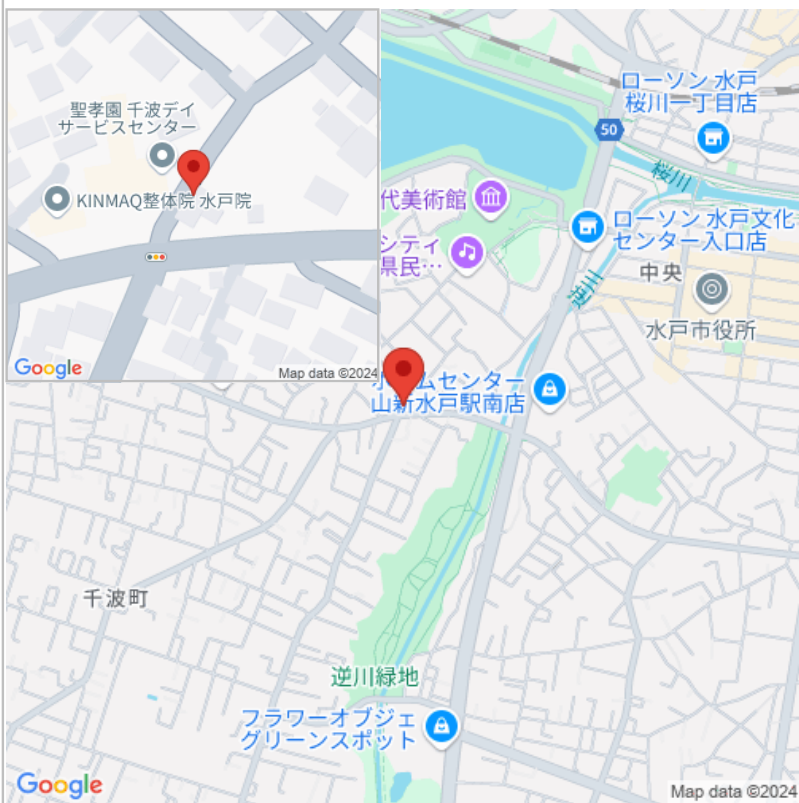 聖孝園 千波デイ
サービスセンター
KINMAQ整体院 水戸院
Google
Map data ©2024
ローソン 水戸
桜川一丁目店
50
桜川
代美術館
ローソン 水戸文化
センター入口店
シティ
県民…
逆川
中央
水戸市役所
ムセンター
山新水戸駅南店
千波町
逆川緑地
フラワーオブジェ
グリーンスポット
Google
Map data ©2024